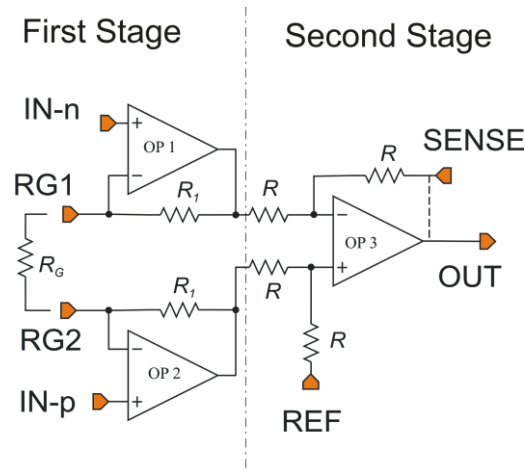 First Stage
Second Stage
IN-n
+
OP 1
−
SENSE
R
RG1
R1
R
−
OP 3
+
OUT
RG
R
R1
RG2
−
OP 2
R
IN-p
+
REF